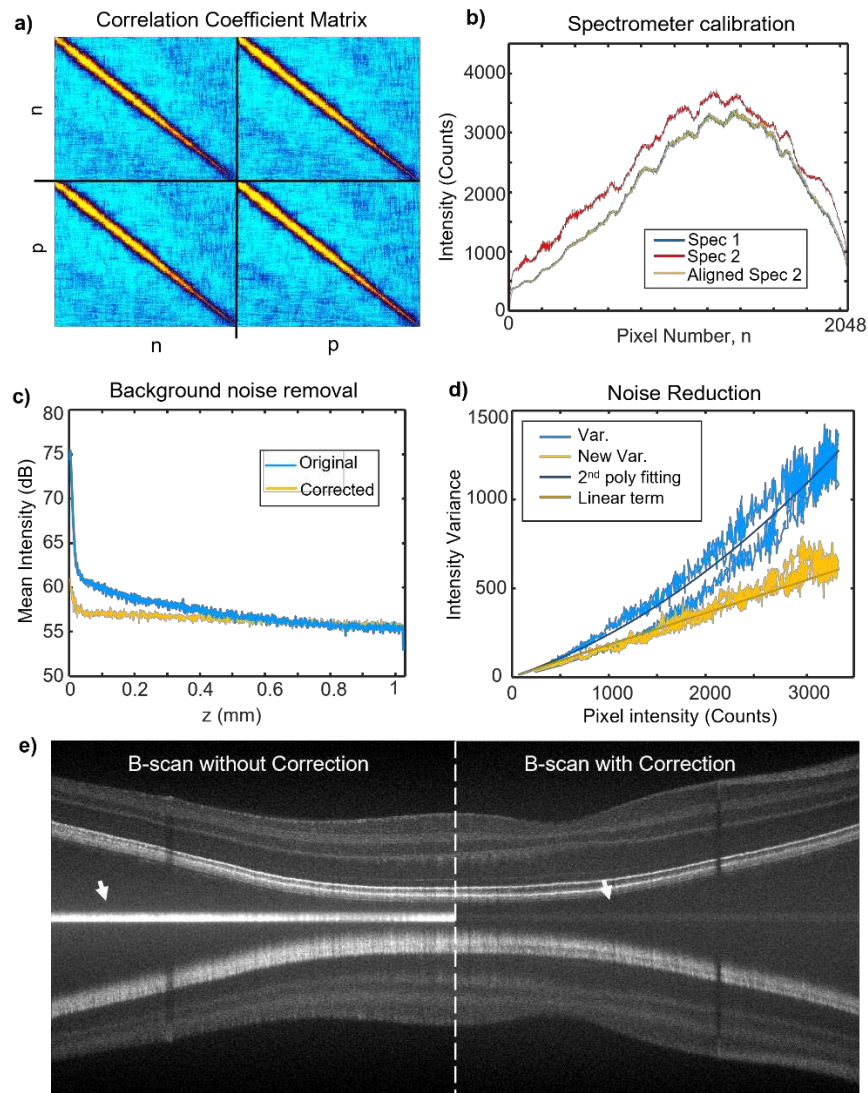 a)
Correlation Coefficient Matrix
n
p
n
p
b)
Spectrometer calibration
Intensity (Counts)
4000
3000
2000
1000
0
Spec 1
Spec 2
Aligned Spec 2
0
2048
Pixel Number, n
c)
Background noise removal
Mean Intensity (dB)
80
75
70
65
60
55
50
Original
Corrected
0
0.2
0.4
0.6
0.8
1
z (mm)
d)
Noise Reduction
Intensity Variance
1500
1000
500
0
Var.
New Var.
2nd poly fitting
Linear term
0
1000
2000
3000
Pixel intensity (Counts)
e)
B-scan without Correction
B-scan with Correction